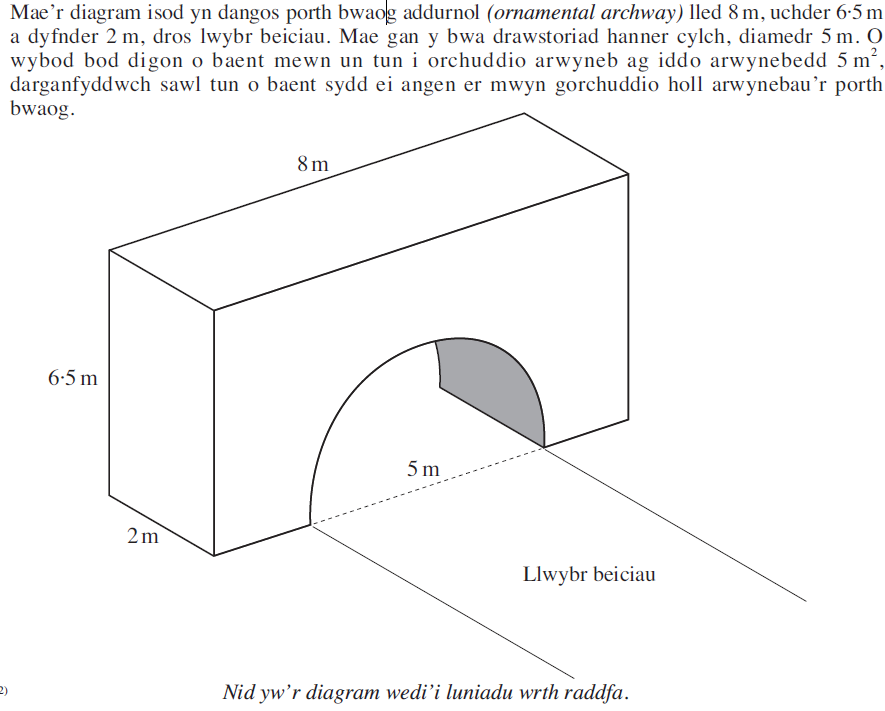 Mae'r diagram isod yn dangos porth bwaog addurnol (ornamental archway) lled 8 m, uchder 6·5 m
a dyfnder 2 m, dros lwybr beiciau. Mae gan y bwa drawstoriad hanner cylch, diamedr 5 m. O
wybod bod digon o baent mewn un tun i orchuddio arwyneb ag iddo arwynebedd 5 m²,
darganfyddwch sawl tun o baent sydd ei angen er mwyn gorchuddio holl arwynebau'r porth
bwaog.
8 m
6·5 m
5 m
2 m
Llwybr beiciau
2)
Nid yw'r diagram wedi'i luniadu wrth raddfa.